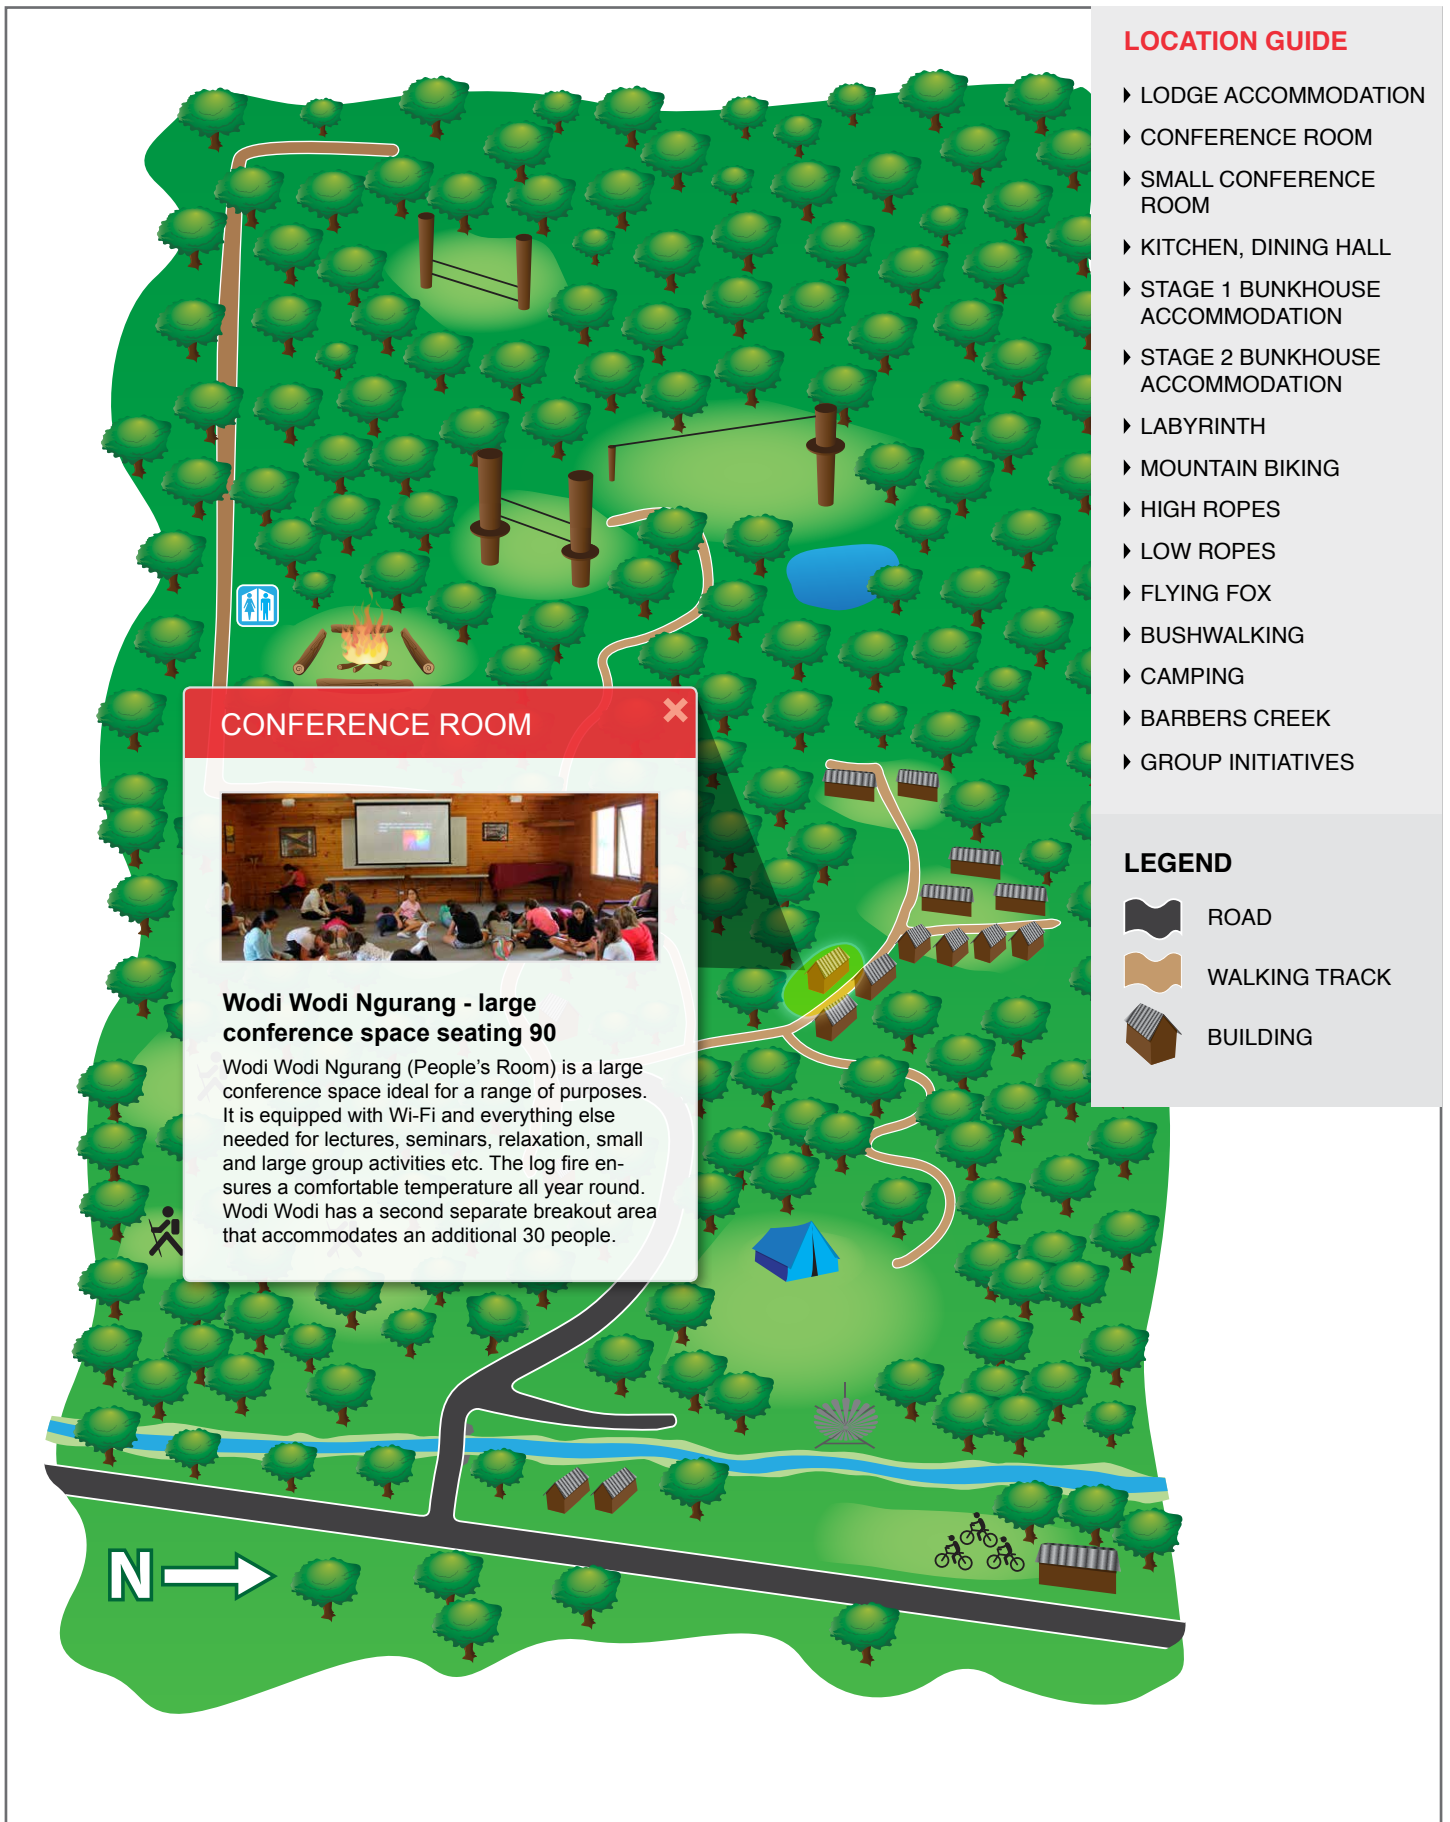 LOCATION GUIDE
LODGE ACCOMMODATION
CONFERENCE ROOM
SMALL CONFERENCE
ROOM
KITCHEN, DINING HALL
STAGE 1 BUNKHOUSE
ACCOMMODATION
STAGE 2 BUNKHOUSE
ACCOMMODATION
LABYRINTH
MOUNTAIN BIKING
HIGH ROPES
LOW ROPES
FLYING FOX
BUSHWALKING
CAMPING
BARBERS CREEK
GROUP INITIATIVES
LEGEND
ROAD
WALKING TRACK
BUILDING
CONFERENCE ROOM
Wodi Wodi Ngurang - large
conference space seating 90
Wodi Wodi Ngurang (People's Room) is a large
conference space ideal for a range of purposes.
It is equipped with Wi-Fi and everything else
needed for lectures, seminars, relaxation, small
and large group activities etc. The log fire en-
sures a comfortable temperature all year round.
Wodi Wodi has a second separate breakout area
that accommodates an additional 30 people.
N